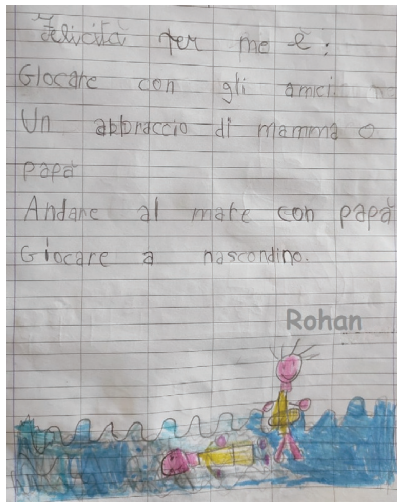 Felicità per me è:
Giocare con gli amici
Un abbraccio di mamma o
papà
Andare al mare con papà
Giocare a nascondino.
Rohan